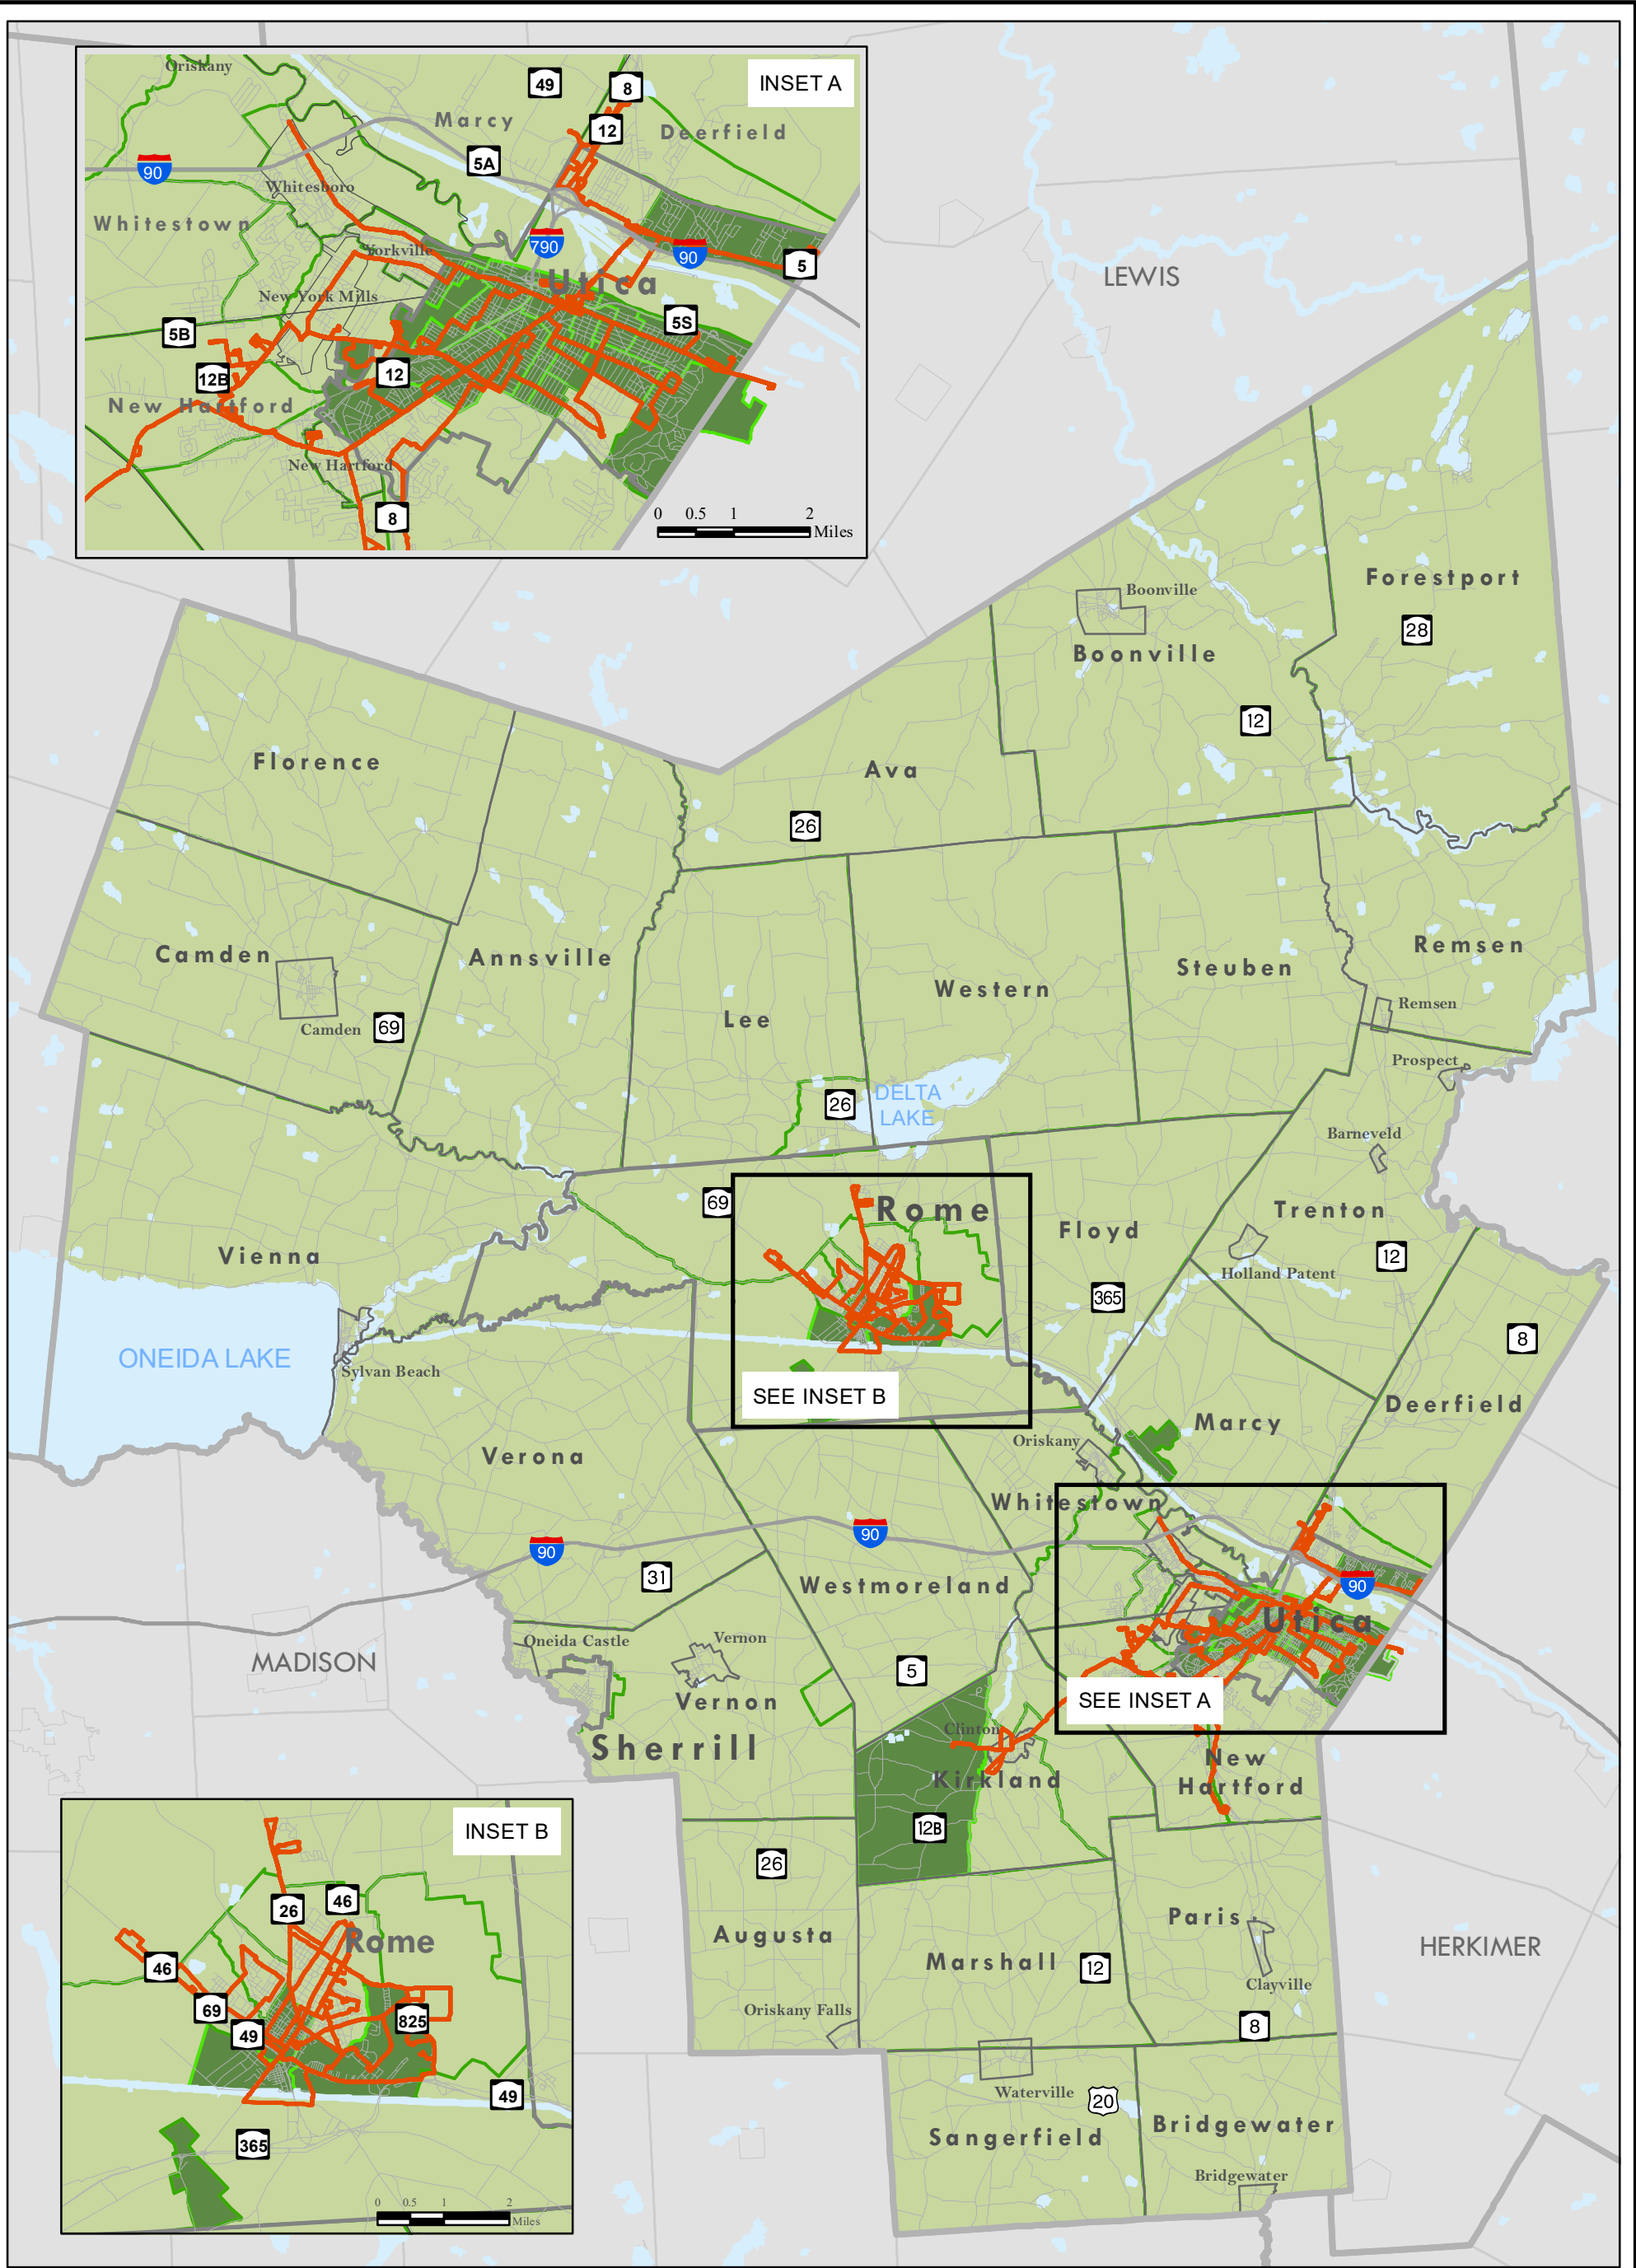 INSET A
Oriskany
49
8
Marcy
12
Deerfield
5A
90
Whitesboro
Whitestown
Yorkville
790
90
5
Utica
New York Mills
5B
5S
12B
12
New Hartford
New Hartford
8
0 0.5 1 2
Miles
LEWIS
Forestport
28
Boonville
Boonville
12
Florence
Ava
26
Camden
Camden
69
Annsville
Lee
Western
Steuben
Remsen
Remsen
Prospect
26
DELTA
LAKE
Barneveld
69
Rome
Floyd
Trenton
12
Vienna
Holland Patent
365
8
ONEIDA LAKE
Sylvan Beach
SEE INSET B
Deerfield
Marcy
Oriskany
Verona
Whitestown
90
90
31
90
Westmoreland
Utica
Oneida Castle
Vernon
MADISON
5
Vernon
SEE INSET A
Clinton
Sherrill
New
Hartford
Kirkland
12B
26
INSET B
46
26
Rome
46
69
49
825
49
365
0 0.5 1 2
Miles
Augusta
Marshall
12
Paris
HERKIMER
Clayville
Oriskany Falls
8
Waterville
20
Sangerfield
Bridgewater
Bridgewater